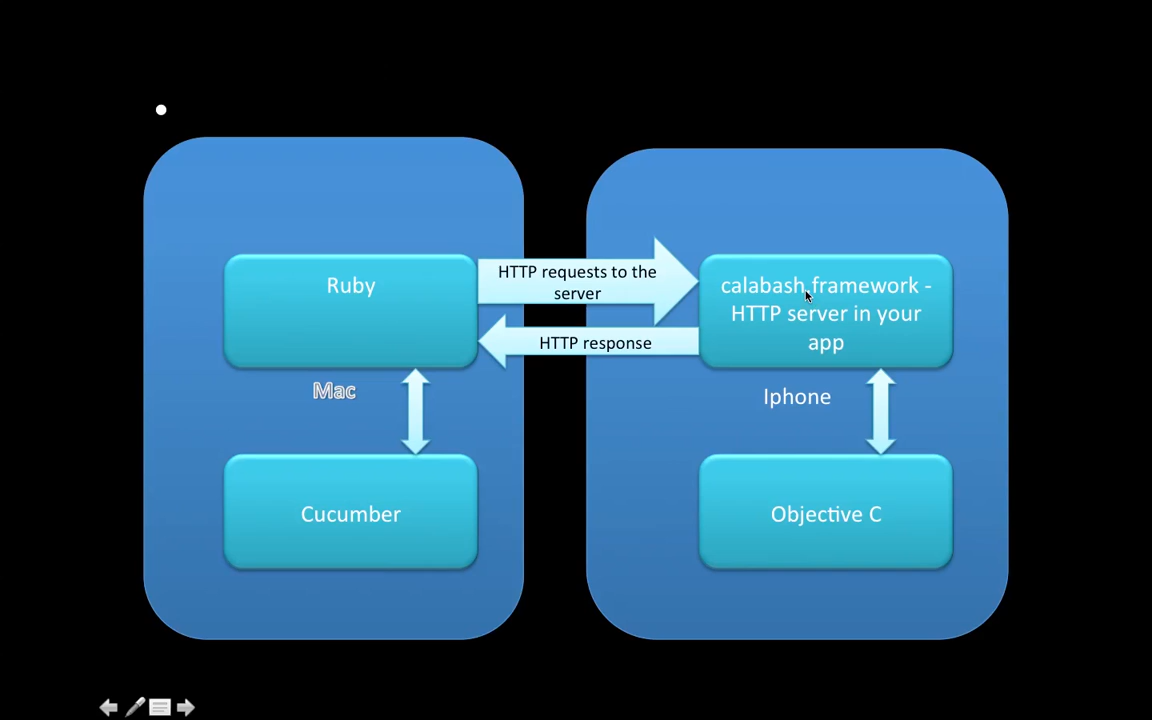 Ruby
HTTP requests to the
server
HTTP response
calabash.framework -
HTTP server in your
app
Mac
Iphone
Cucumber
Objective C